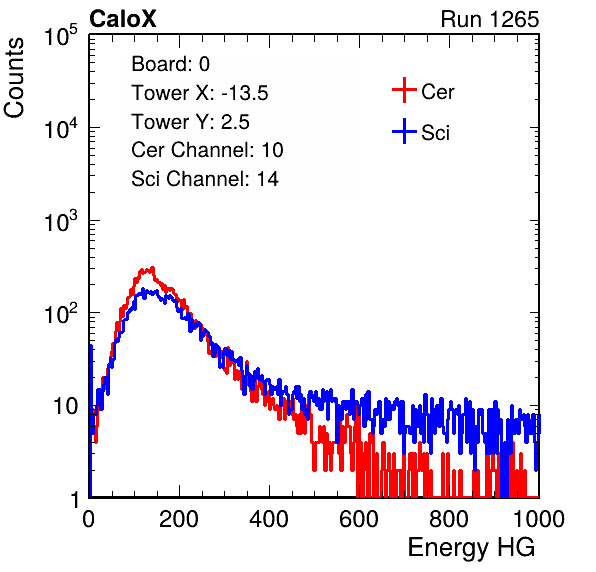 CaloX Run 1265
Counts
10^5
10^4
10^3
10^2
10
1
Board: 0
Tower X: -13.5
Tower Y: 2.5
Cer Channel: 10
Sci Channel: 14
Cer
Sci
0 200 400 600 800 1000
Energy HG